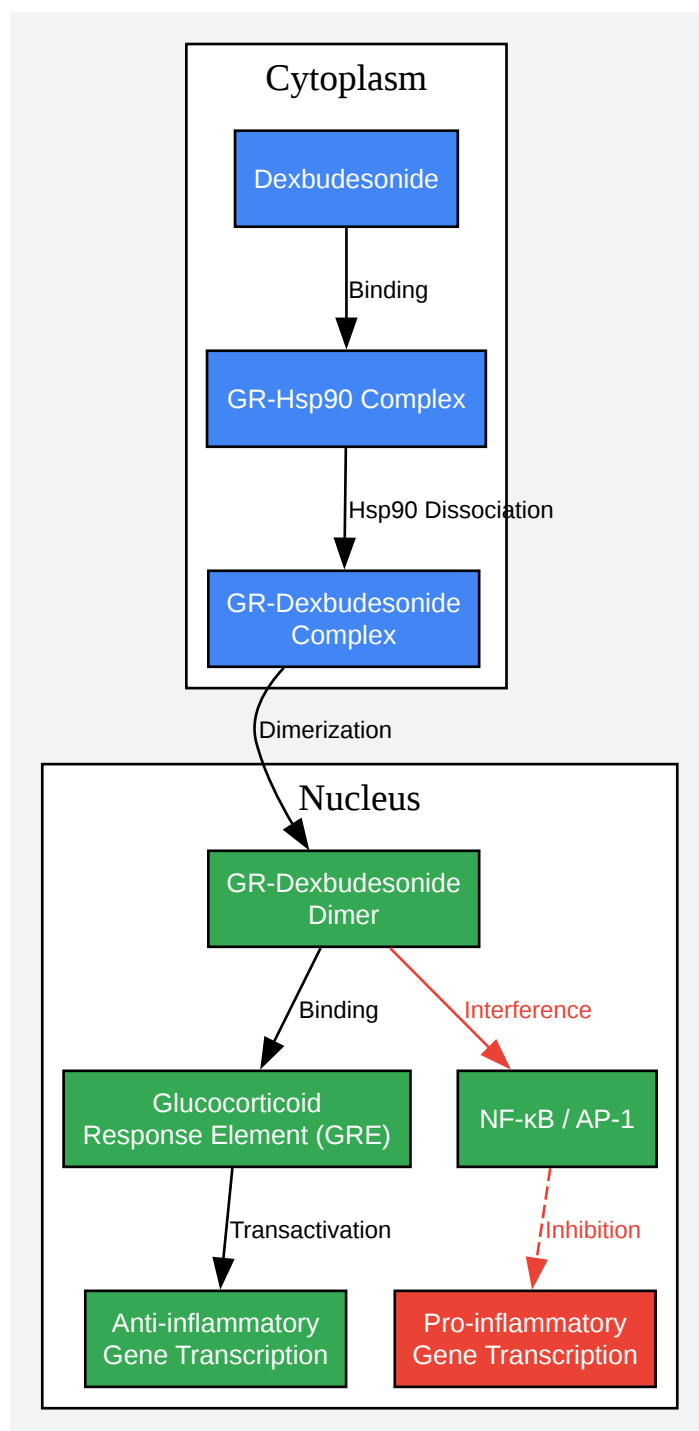 Cytoplasm
Dexbudesonide
Binding
GR-Hsp90 Complex
Hsp90 Dissociation
GR-Dexbudesonide
Complex
Dimerization
Nucleus
GR-Dexbudesonide
Dimer
Binding
Interference
Glucocorticoid
Response Element (GRE)
NF-κB / AP-1
Transactivation
Inhibition
Anti-inflammatory
Gene Transcription
Pro-inflammatory
Gene Transcription